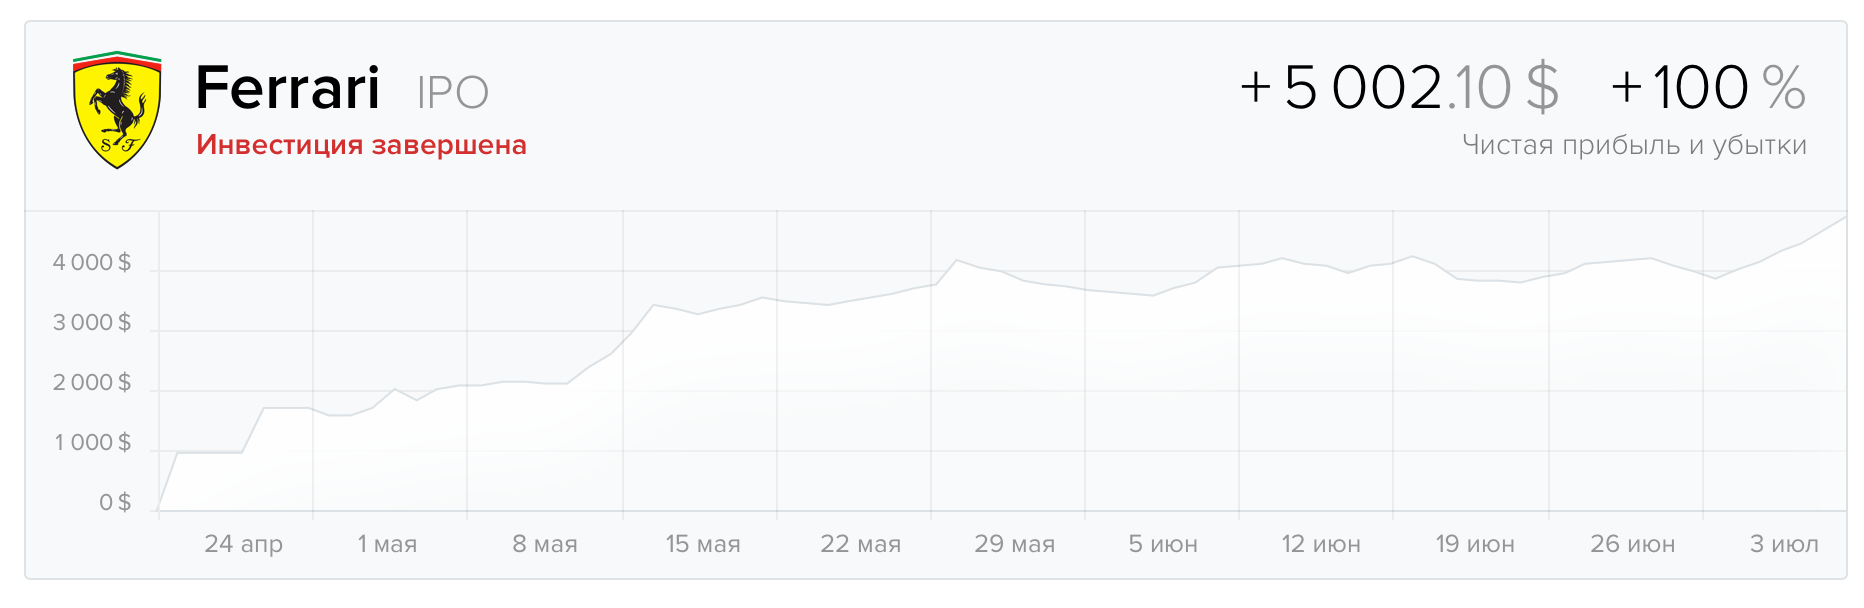 Ferrari IPO
Инвестиция завершена
+ 5 002.10 $ + 100 %
Чистая прибыль и убытки
S F
4 000 $
3 000 $
2 000 $
1 000 $
0 $
24 апр 1 мая 8 мая 15 мая 22 мая 29 мая 5 июн 12 июн 19 июн 26 июн 3 июл